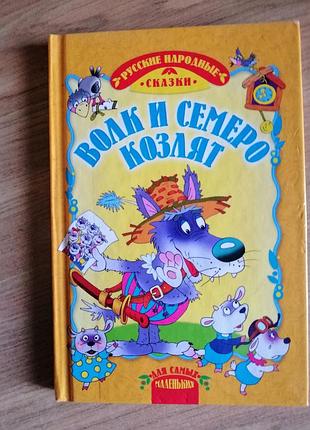 РУССКИЕ НАРОДНЫЕ
СКАЗКИ
ВОЛК И СЕМЕРО
КОЗЛЯТ
ДЛЯ САМЫХ
МАЛЕНЬКИХ